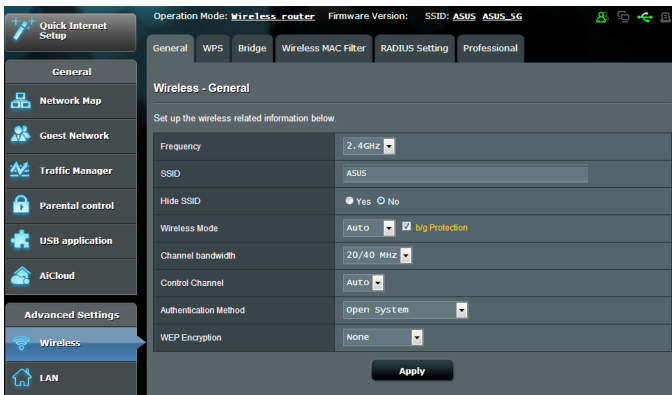 Quick Internet
Setup
Operation Mode: Wireless router Firmware Version: SSID: ASUS ASUS_5G
General WPS Bridge Wireless MAC Filter RADIUS Setting Professional
General
Network Map
Guest Network
Traffic Manager
Parental control
USB application
AiCloud
Advanced Settings
Wireless
LAN
Wireless - General
Set up the wireless related information below.
Frequency 2.4GHz
SSID ASUS
Hide SSID Yes No
Wireless Mode Auto b/g Protection
Channel bandwidth 20/40 MHz
Control Channel Auto
Authentication Method Open System
WEP Encryption None
Apply